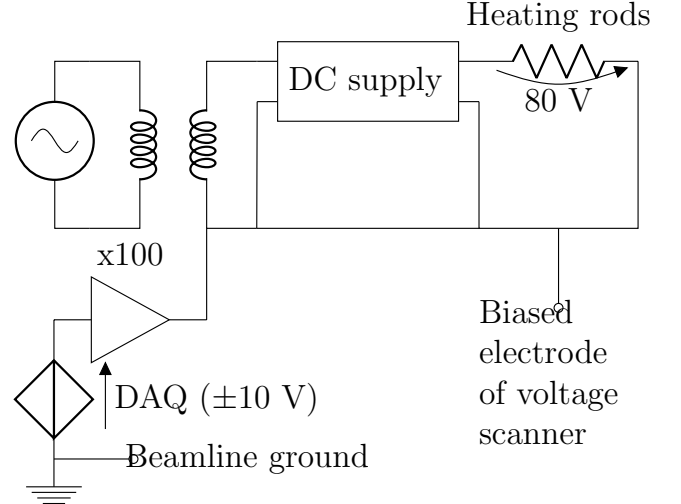 Heating rods
DC supply
80 V
x100
Biased
electrode
of voltage
scanner
DAQ (±10 V)
Beamline ground